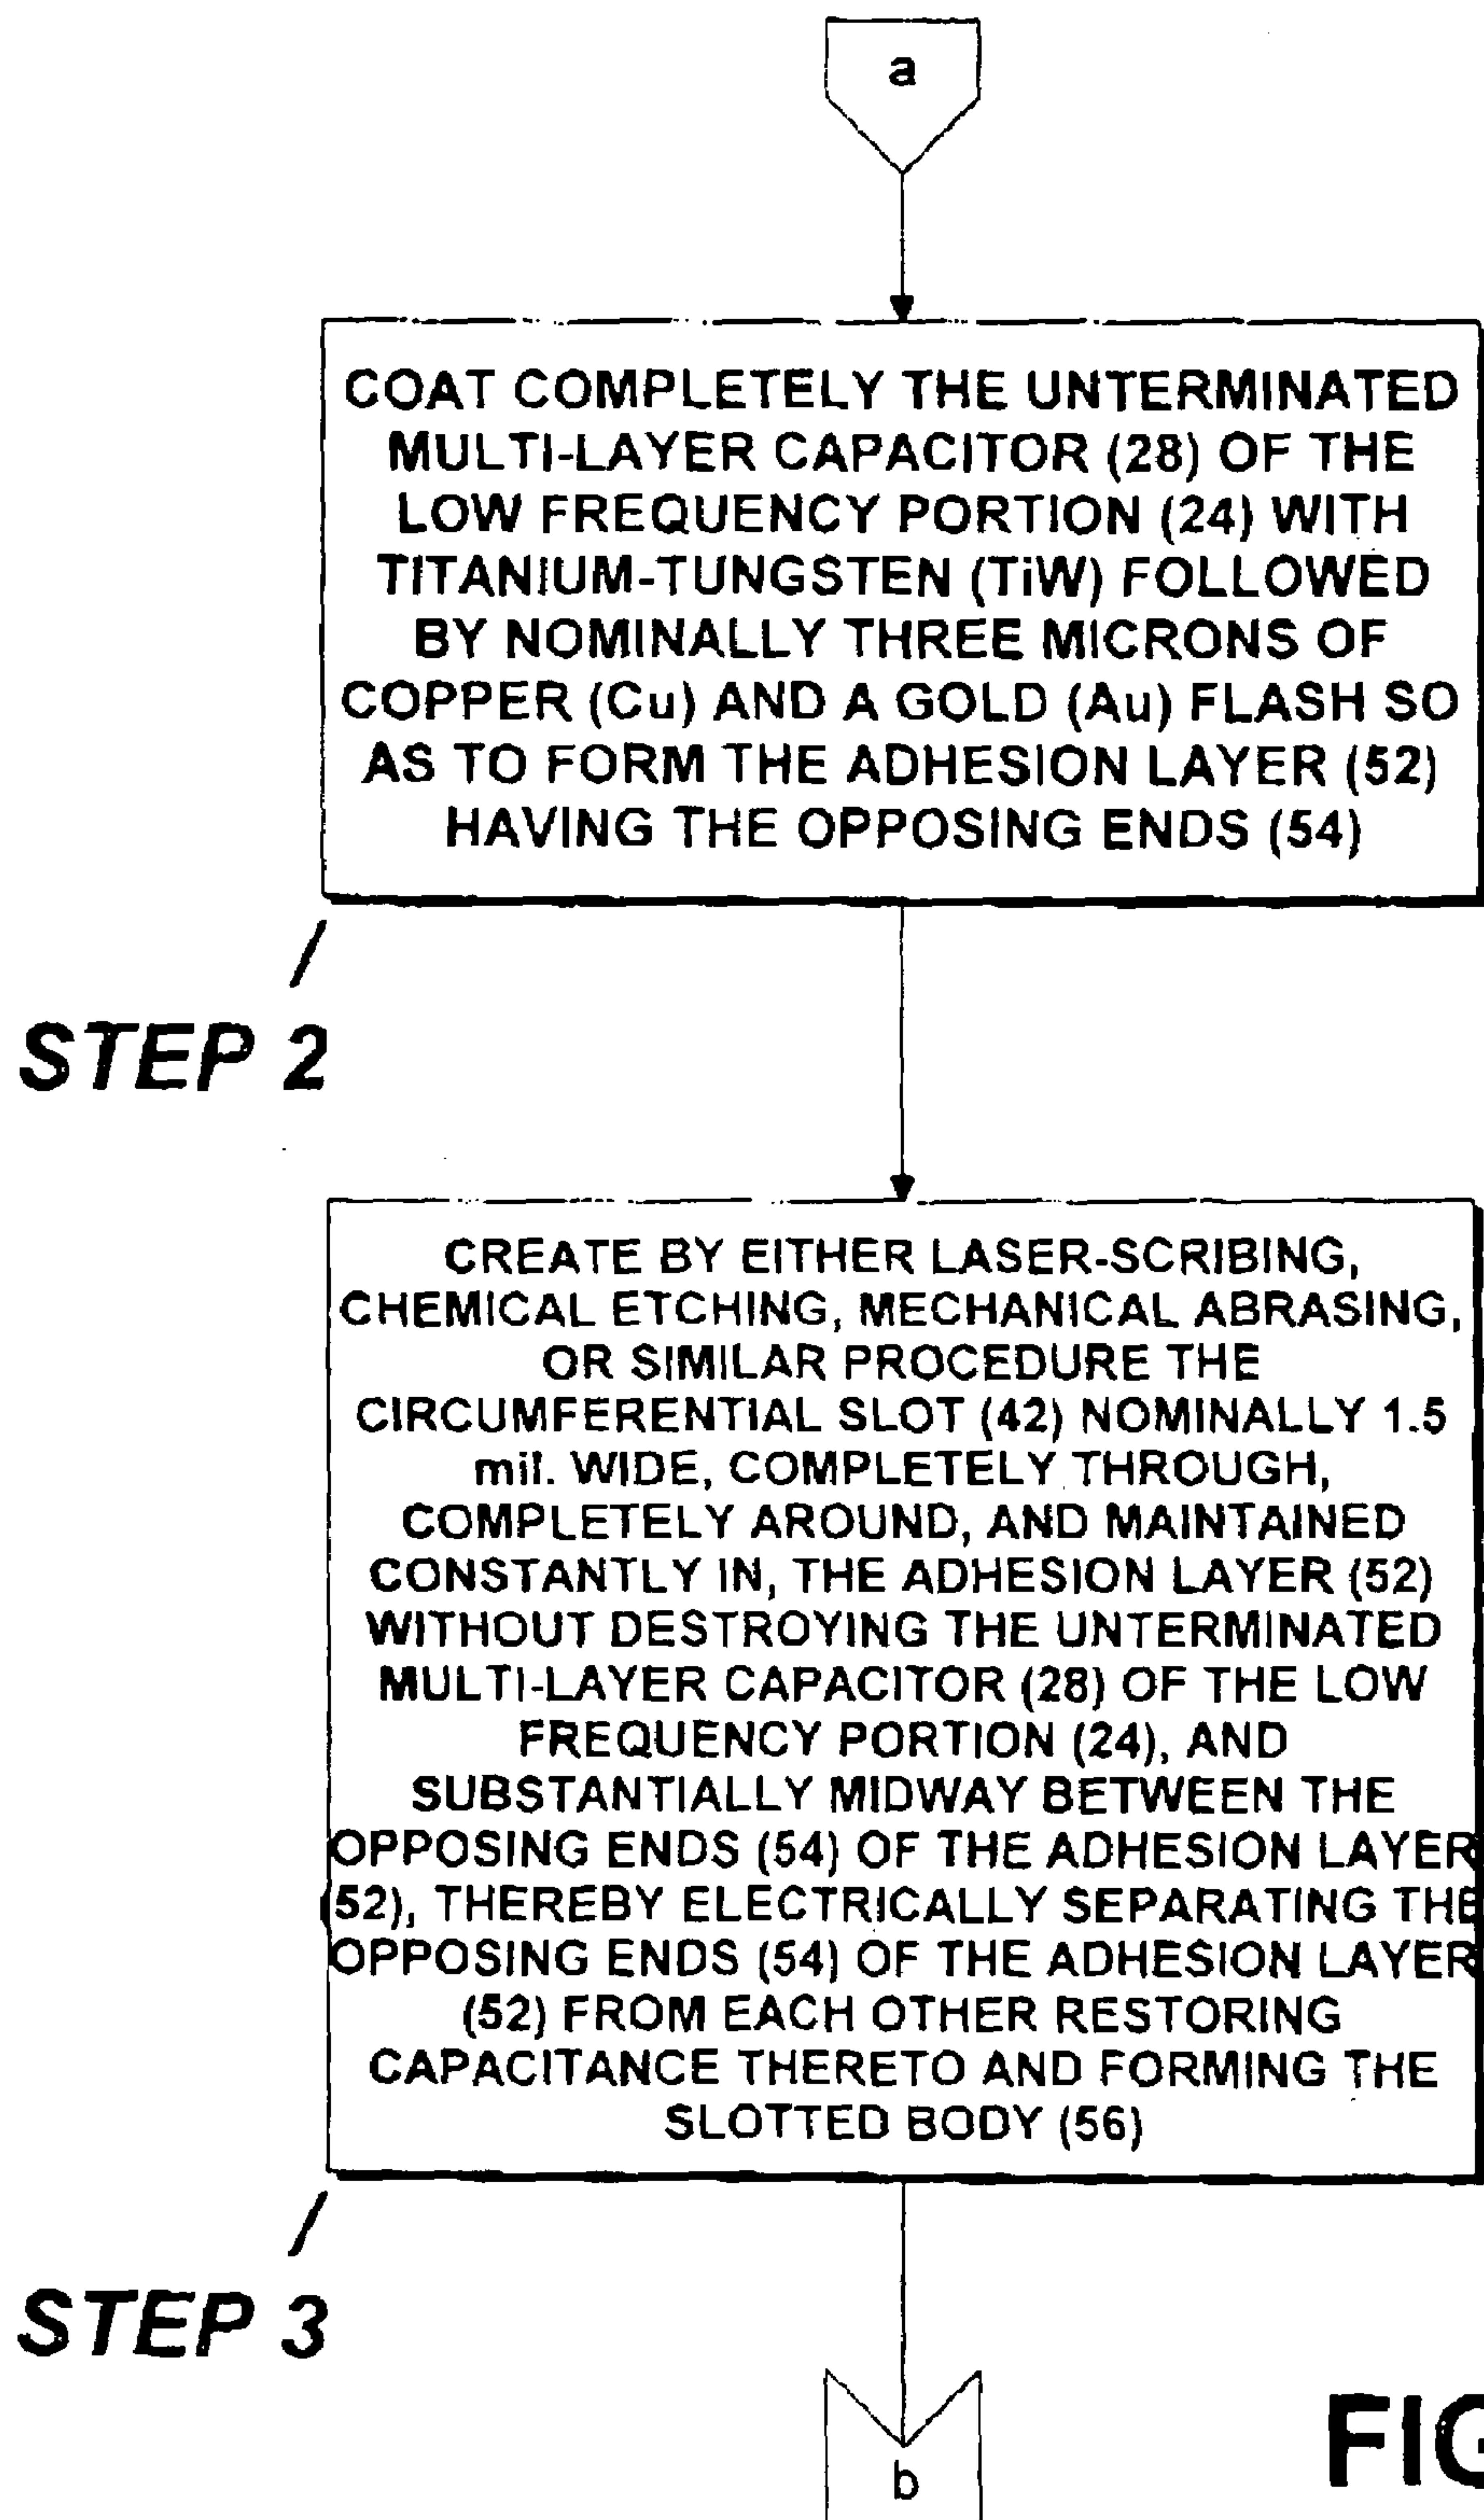 a
COAT COMPLETELY THE UNTERMINATED
MULTI-LAYER CAPACITOR (28) OF THE
LOW FREQUENCY PORTION (24) WITH
TITANIUM-TUNGSTEN (TiW) FOLLOWED
BY NOMINALLY THREE MICRONS OF
COPPER (Cu) AND A GOLD (Au) FLASH SO
AS TO FORM THE ADHESION LAYER (52)
HAVING THE OPPOSING ENDS (54)
STEP 2
CREATE BY EITHER LASER-SCRIBING,
CHEMICAL ETCHING, MECHANICAL ABRASING,
OR SIMILAR PROCEDURE THE
CIRCUMFERENTIAL SLOT (42) NOMINALLY 1.5
mil. WIDE, COMPLETELY THROUGH,
COMPLETELY AROUND, AND MAINTAINED
CONSTANTLY IN, THE ADHESION LAYER (52)
WITHOUT DESTROYING THE UNTERMINATED
MULTI-LAYER CAPACITOR (28) OF THE LOW
FREQUENCY PORTION (24), AND
SUBSTANTIALLY MIDWAY BETWEEN THE
OPPOSING ENDS (54) OF THE ADHESION LAYER
(52), THEREBY ELECTRICALLY SEPARATING THE
OPPOSING ENDS (54) OF THE ADHESION LAYER
(52) FROM EACH OTHER RESTORING
CAPACITANCE THERETO AND FORMING THE
SLOTTED BODY (56)
STEP 3
b